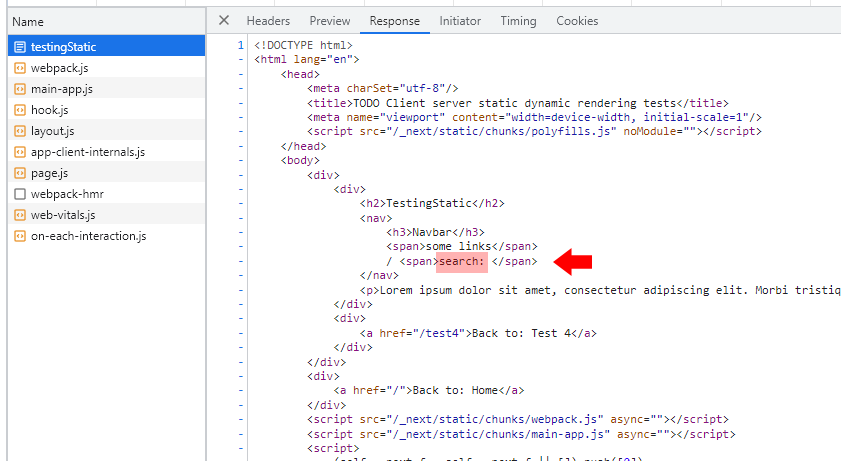 Name
testingStatic
webpack.js
main-app.js
hook.js
layout.js
app-client-internals.js
page.js
webpack-hmr
web-vitals.js
on-each-interaction.js
Headers Preview Response Initiator Timing Cookies
1 <!DOCTYPE html>
- <html lang="en">
- <head>
- <meta charSet="utf-8"/>
- <title>TODO Client server static dynamic rendering tests</title>
- <meta name="viewport" content="width=device-width, initial-scale=1"/>
- <script src="/_next/static/chunks/polyfills.js" noModule=""></script>
- </head>
- <body>
- <div>
- <div>
- <h2>TestingStatic</h2>
- <nav>
- <h3>Navbar</h3>
- <span>some links</span>
- / <span>search: </span>
- </nav>
- <p>Lorem ipsum dolor sit amet, consectetur adipiscing elit. Morbi tristiq
- </div>
- <div>
- <a href="/test4">Back to: Test 4</a>
- </div>
- </div>
- <div>
- <a href="/">Back to: Home</a>
- </div>
- <script src="/_next/static/chunks/webpack.js" async=""></script>
- <script src="/_next/static/chunks/main-app.js" async=""></script>
- <script>